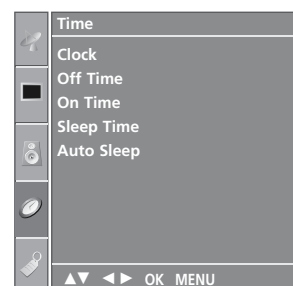 Time
Clock
Off Time
On Time
Sleep Time
Auto Sleep
▲▼ ◄► OK MENU